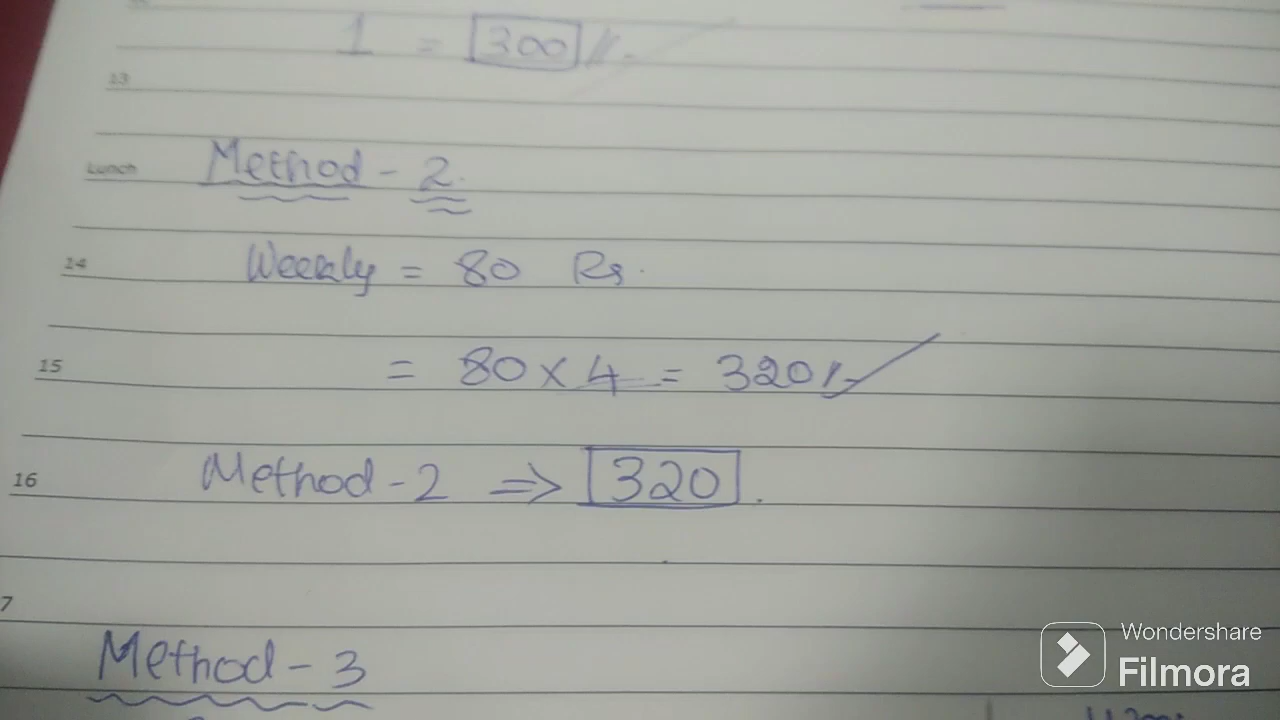 1 = 300 /-
13
Lunch Method - 2.
14 Weekly = 80 Rs.
15 = 80 x 4 = 320/-
16 Method - 2 => 320.
7
Method - 3
Wondershare
Filmora